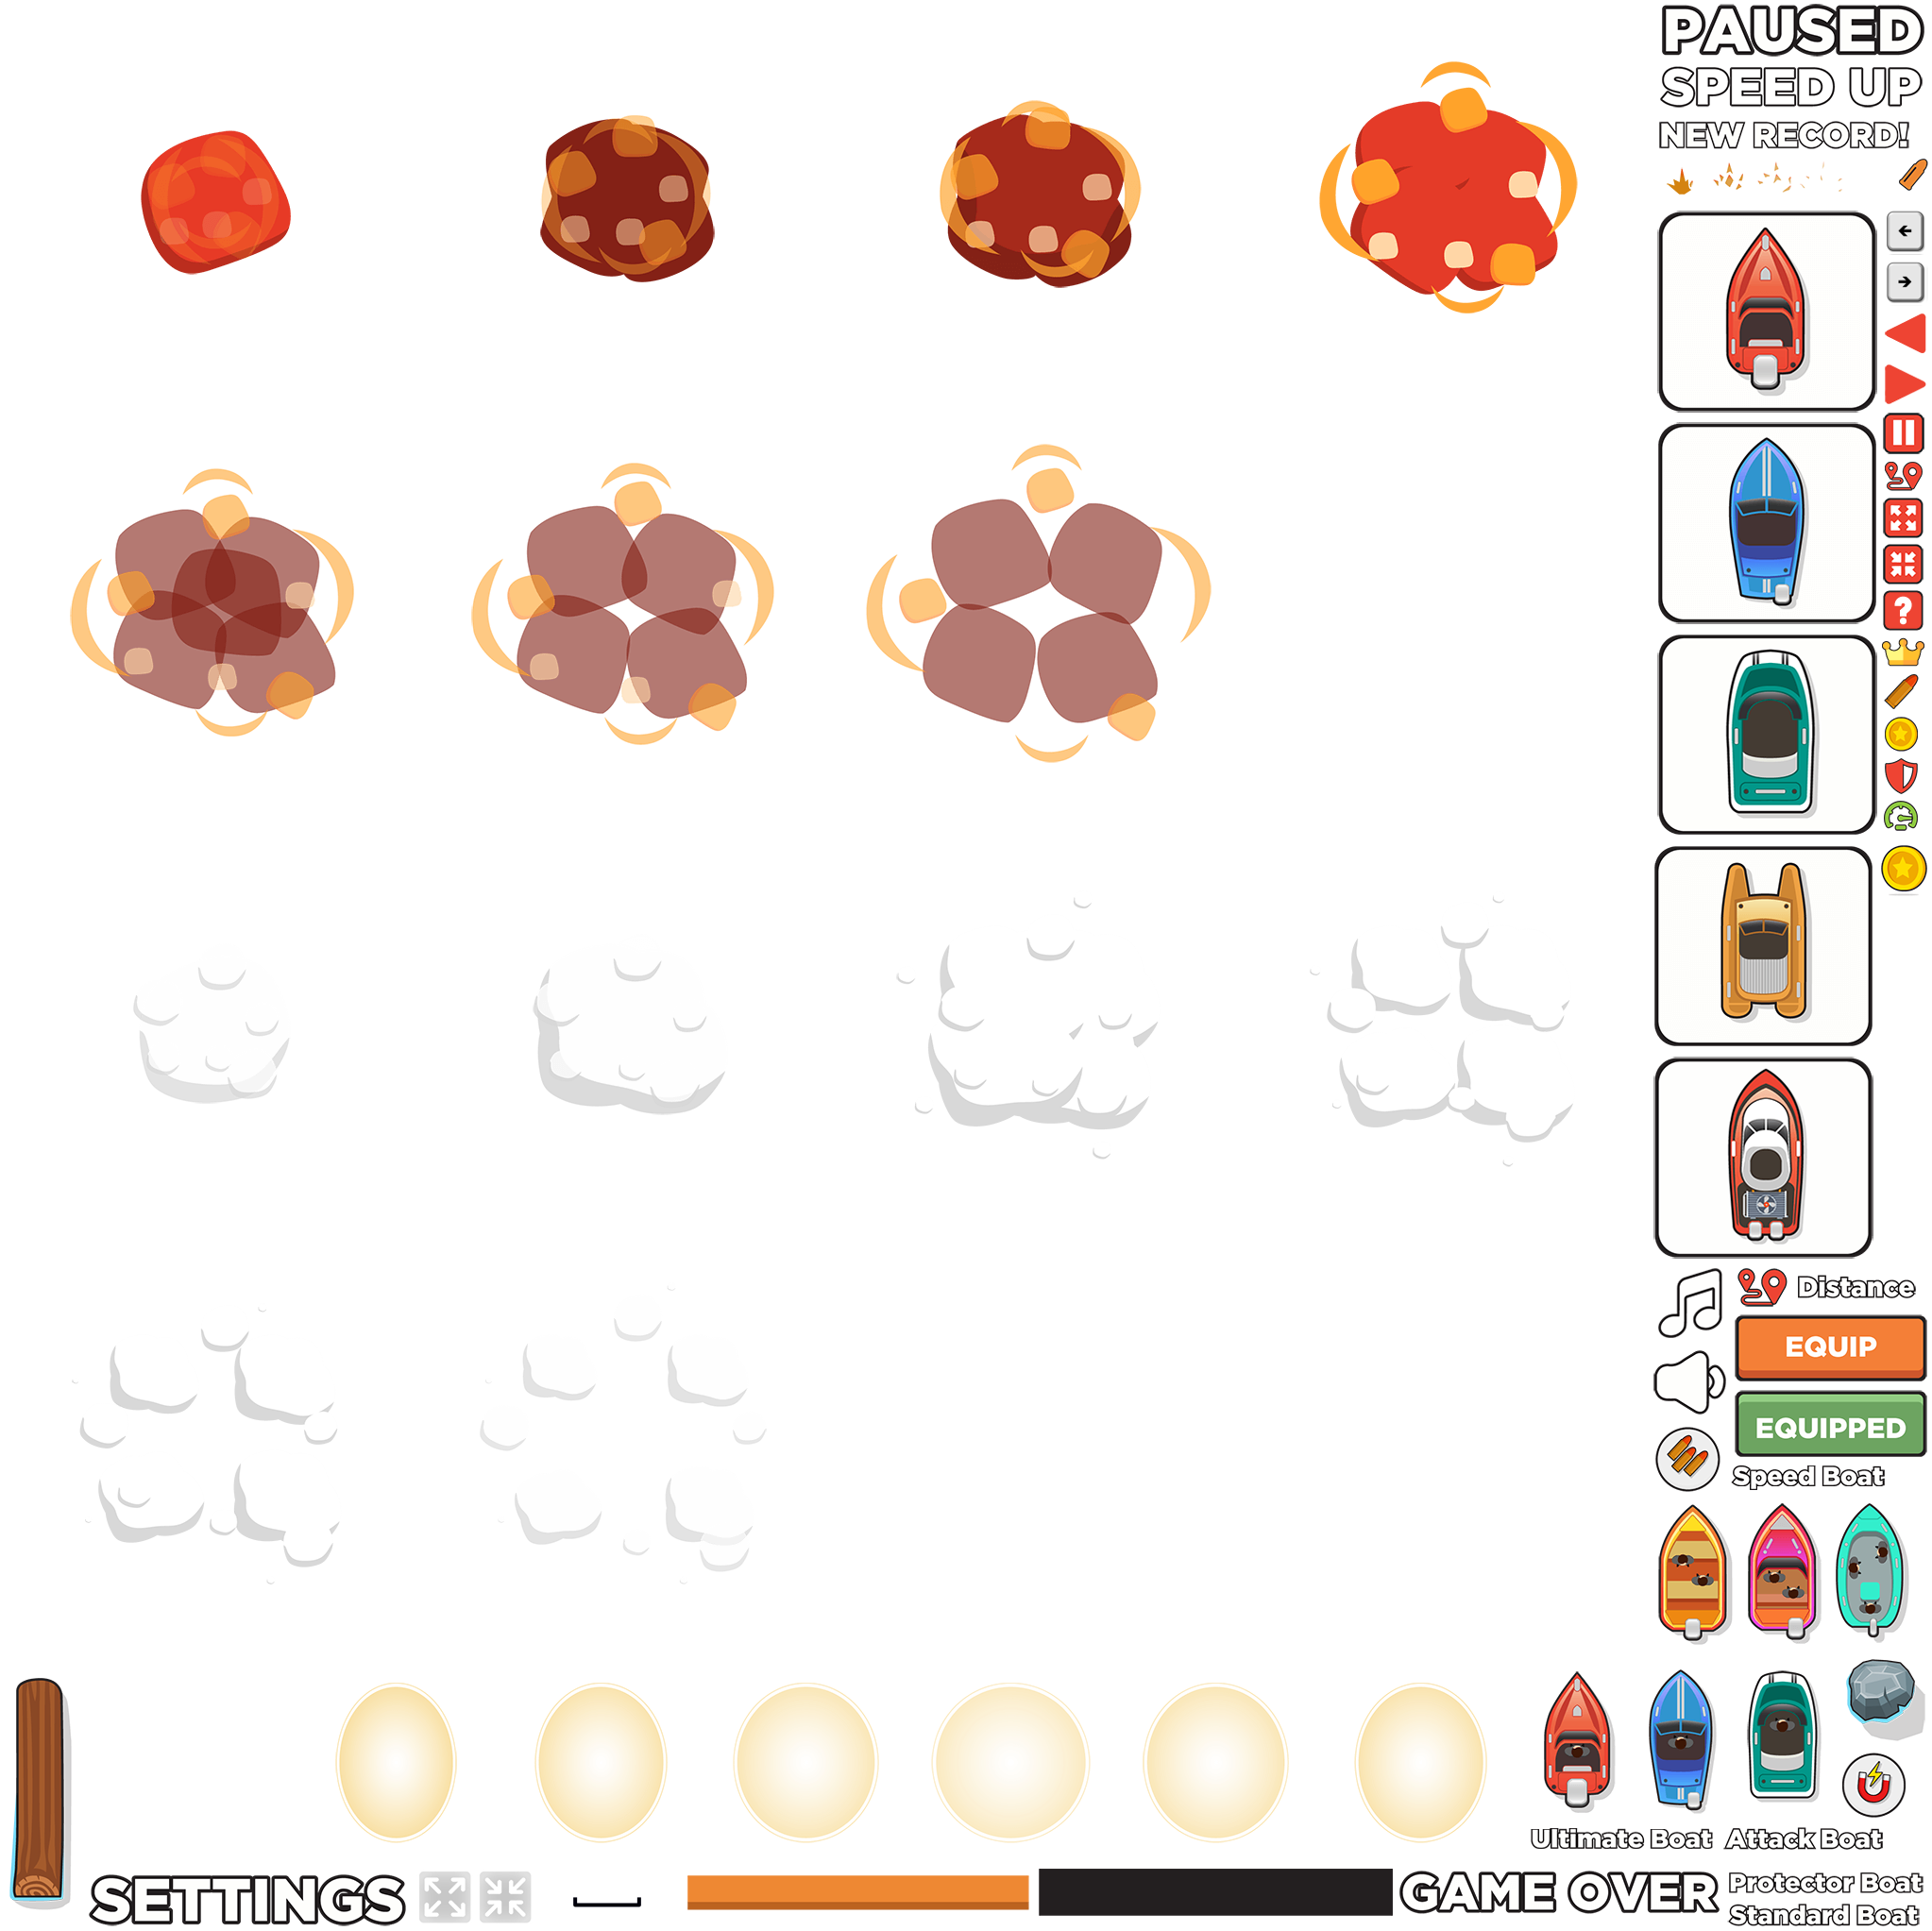 PAUSED
SPEED UP
NEW RECORD!
?
Distance
EQUIP
EQUIPPED
Speed Boat
Ultimate Boat
Attack Boat
SETTINGS
GAME OVER
Protector Boat
Standard Boat